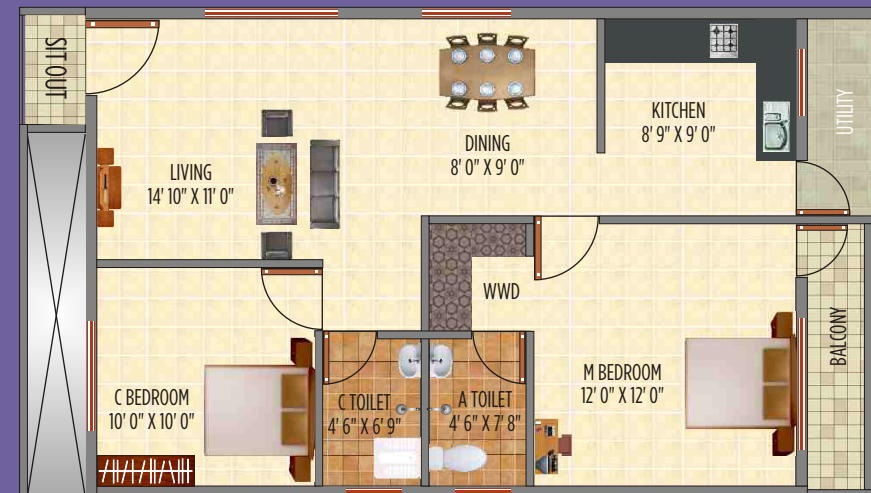 SIT OUT
LIVING
14' 10" X 11' 0"
DINING
8' 0" X 9' 0"
KITCHEN
8' 9" X 9' 0"
UTILITY
WWD
BALCONY
C BEDROOM
10' 0" X 10' 0"
C TOILET
4' 6" X 6' 9"
A TOILET
4' 6" X 7' 8"
M BEDROOM
12' 0" X 12' 0"